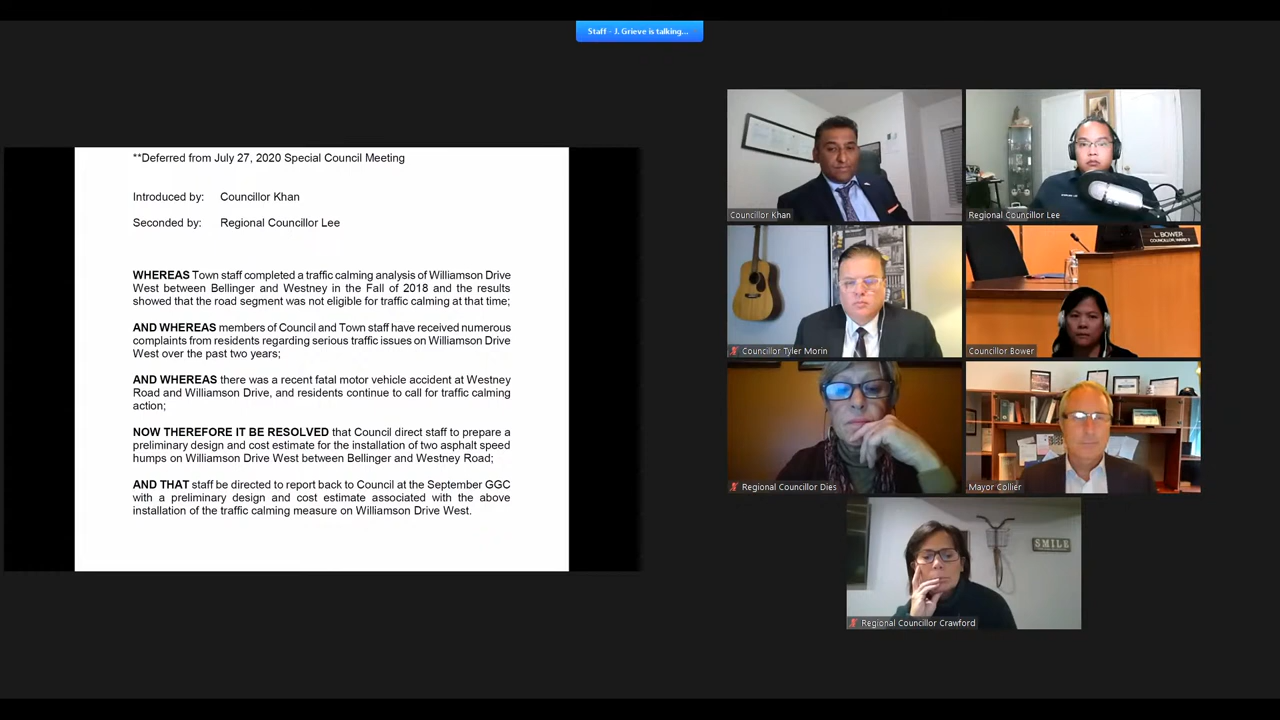 Staff - J. Grieve is talking...
**Deferred from July 27, 2020 Special Council Meeting
Introduced by: Councillor Khan
Seconded by: Regional Councillor Lee
WHEREAS Town staff completed a traffic calming analysis of Williamson Drive
West between Bellinger and Westney in the Fall of 2018 and the results
showed that the road segment was not eligible for traffic calming at that time;
AND WHEREAS members of Council and Town staff have received numerous
complaints from residents regarding serious traffic issues on Williamson Drive
West over the past two years;
AND WHEREAS there was a recent fatal motor vehicle accident at Westney
Road and Williamson Drive, and residents continue to call for traffic calming
action;
NOW THEREFORE IT BE RESOLVED that Council direct staff to prepare a
preliminary design and cost estimate for the installation of two asphalt speed
humps on Williamson Drive West between Bellinger and Westney Road;
AND THAT staff be directed to report back to Council at the September GGC
with a preliminary design and cost estimate associated with the above
installation of the traffic calming measure on Williamson Drive West.
Councillor Khan
Regional Councillor Lee
Councillor Tyler Morin
L. BOWER
COUNCILLOR, WARD 3
Councillor Bower
Regional Councillor Dies
Mayor Collier
SMILE
Regional Councillor Crawford